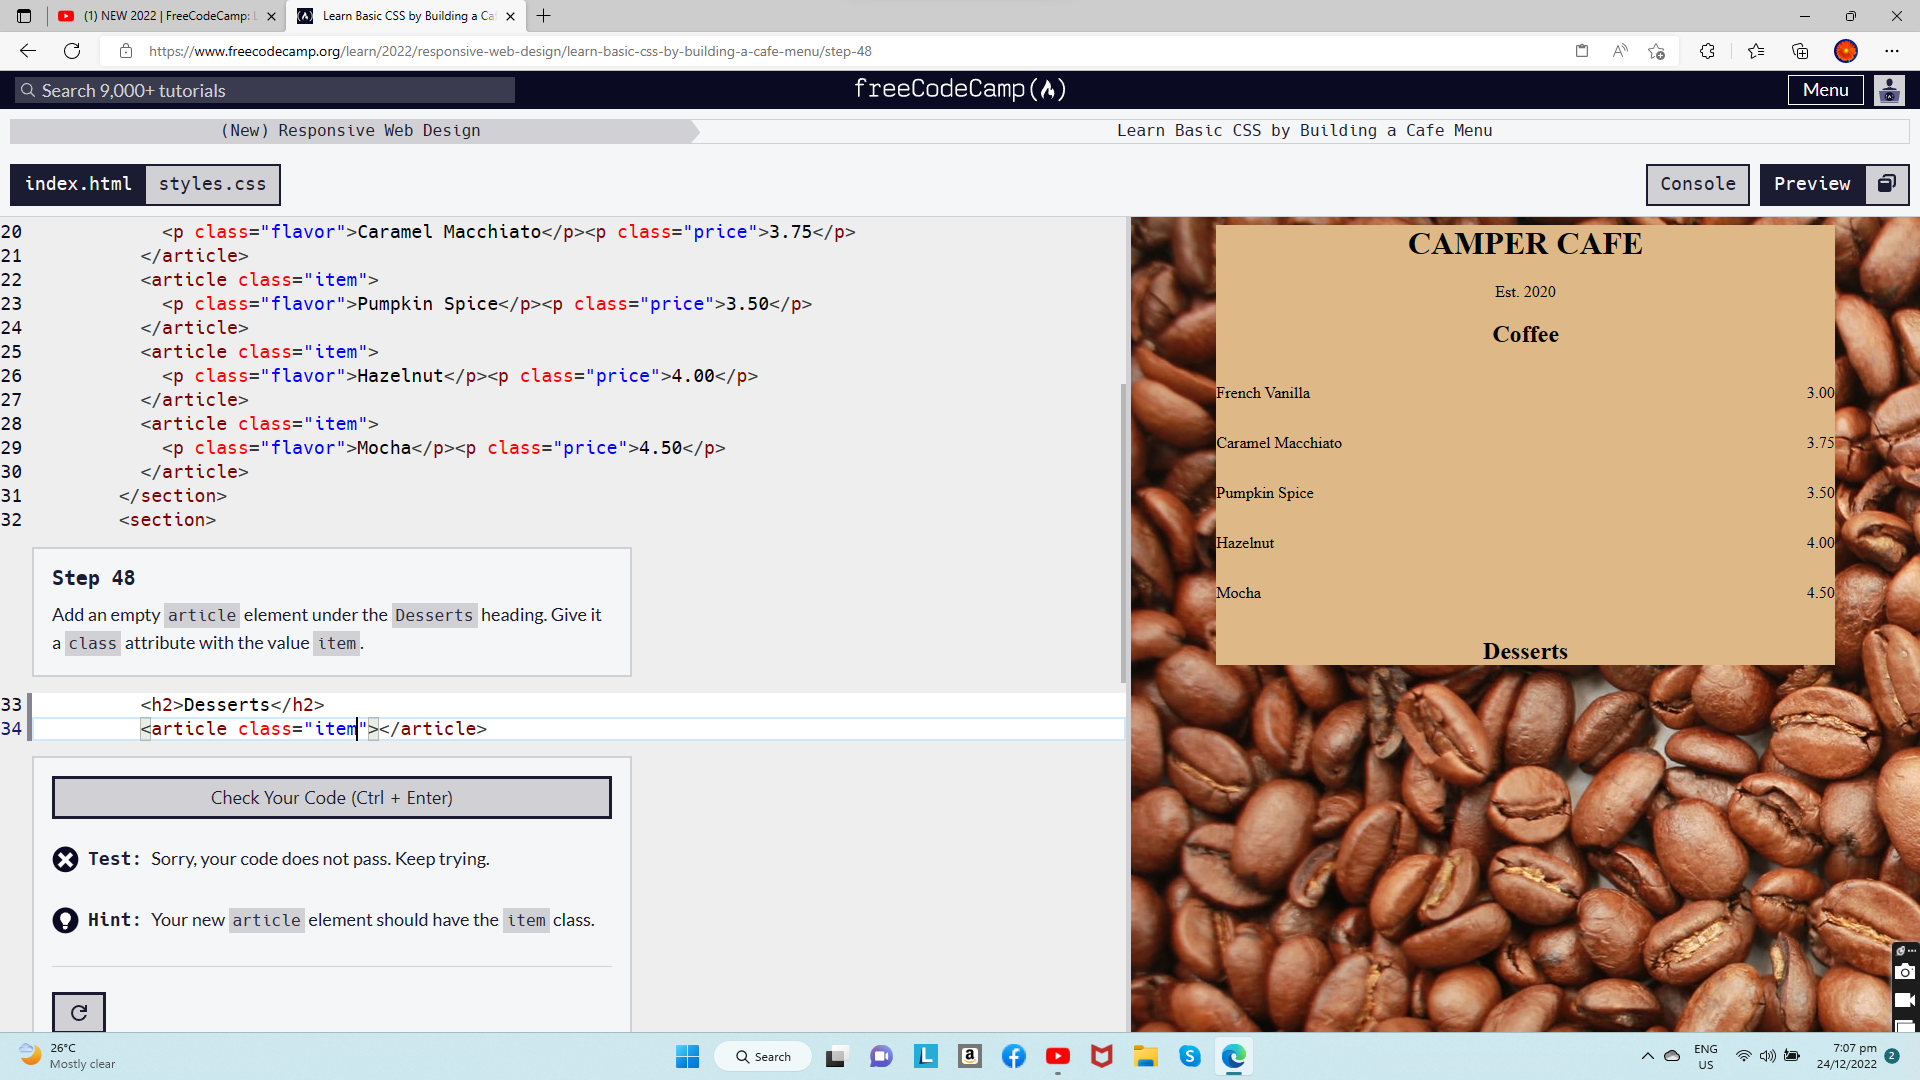 (1) NEW 2022 | FreeCodeCamp:
Learn Basic CSS by Building a Caf
https://www.freecodecamp.org/learn/2022/responsive-web-design/learn-basic-css-by-building-a-cafe-menu/step-48
Search 9,000+ tutorials
freeCodeCamp(🔥)
Menu
(New) Responsive Web Design
Learn Basic CSS by Building a Cafe Menu
index.html
styles.css
Console
Preview
20 <p class="flavor">Caramel Macchiato</p><p class="price">3.75</p>
21 </article>
22 <article class="item">
23 <p class="flavor">Pumpkin Spice</p><p class="price">3.50</p>
24 </article>
25 <article class="item">
26 <p class="flavor">Hazelnut</p><p class="price">4.00</p>
27 </article>
28 <article class="item">
29 <p class="flavor">Mocha</p><p class="price">4.50</p>
30 </article>
31 </section>
32 <section>
Step 48
Add an empty article element under the Desserts heading. Give it
a class attribute with the value item.
33 <h2>Desserts</h2>
34 <article class="item"></article>
Check Your Code (Ctrl + Enter)
Test: Sorry, your code does not pass. Keep trying.
Hint: Your new article element should have the item class.
CAMPER CAFE
Est. 2020
Coffee
French Vanilla 3.00
Caramel Macchiato 3.75
Pumpkin Spice 3.50
Hazelnut 4.00
Mocha 4.50
Desserts
26°C
Mostly clear
Search
ENG
US
7:07 pm
24/12/2022
2